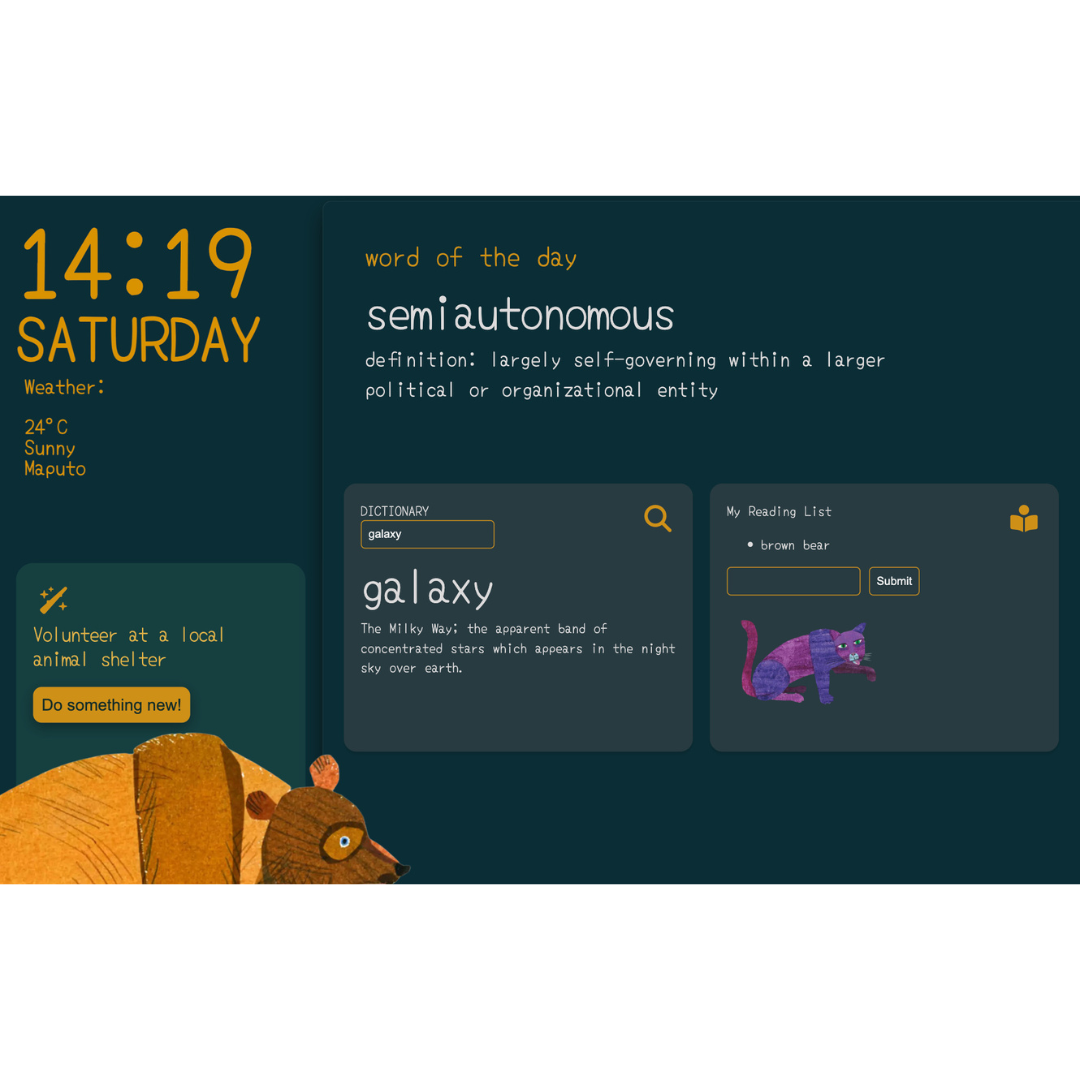 14:19
SATURDAY
Weather:
24°C
Sunny
Maputo
Volunteer at a local
animal shelter
Do something new!
word of the day
semiautonomous
definition: largely self-governing within a larger
political or organizational entity
DICTIONARY
galaxy
galaxy
The Milky Way; the apparent band of
concentrated stars which appears in the night
sky over earth.
My Reading List
• brown bear
Submit